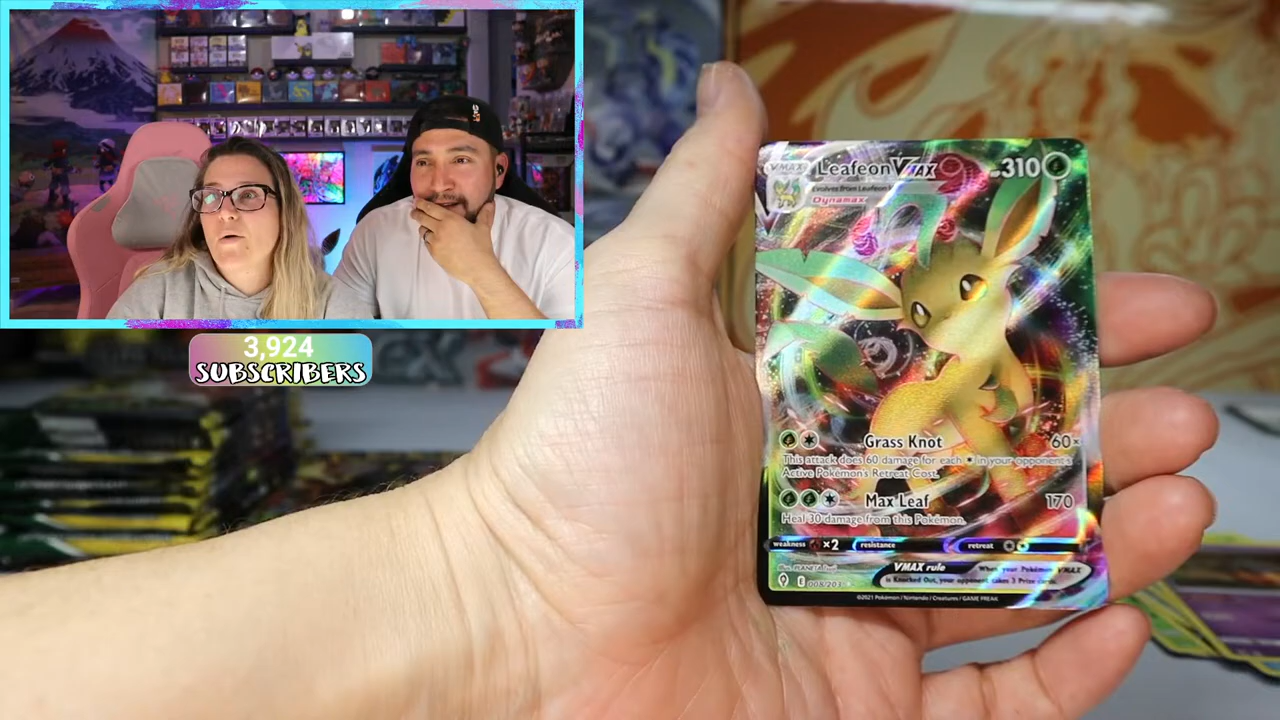 3,924
SUBSCRIBERS
VMAX Leafeon VMAX 310
Evolves from Leafeon V
Dynamax
Grass Knot 60×
This attack does 60 damage for each in your opponent's
Active Pokémon's Retreat Cost.
Max Leaf 170
Heal 30 damage from this Pokémon.
weakness ×2 resistance retreat
VMAX rule When your Pokémon VMAX
is Knocked Out, your opponent takes 3 Prize cards.
Illus. PLANETA
E 008/203
©2021 Pokémon / Nintendo / Creatures / GAME FREAK
ex